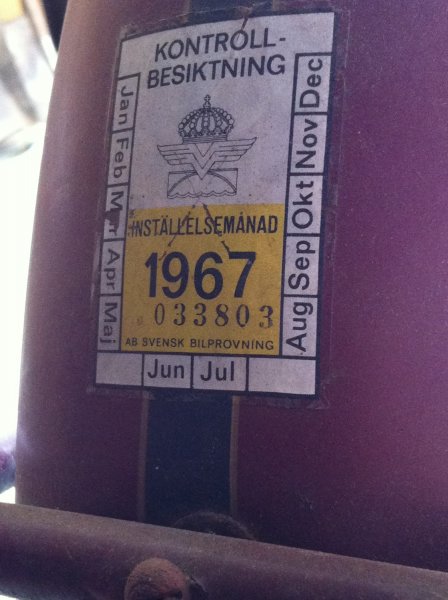 KONTROLL-
BESIKTNING
Jan Feb Mar Apr Maj
INSTÄLLELSEMÅNAD
1967
033803
AB SVENSK BILPROVNING
Jun Jul
Aug Sep Okt Nov Dec